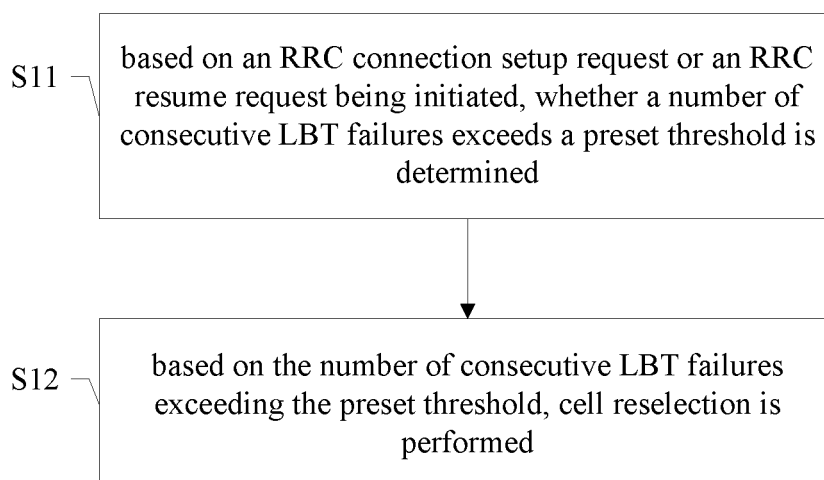 S11
based on an RRC connection setup request or an RRC
resume request being initiated, whether a number of
consecutive LBT failures exceeds a preset threshold is
determined
S12
based on the number of consecutive LBT failures
exceeding the preset threshold, cell reselection is
performed